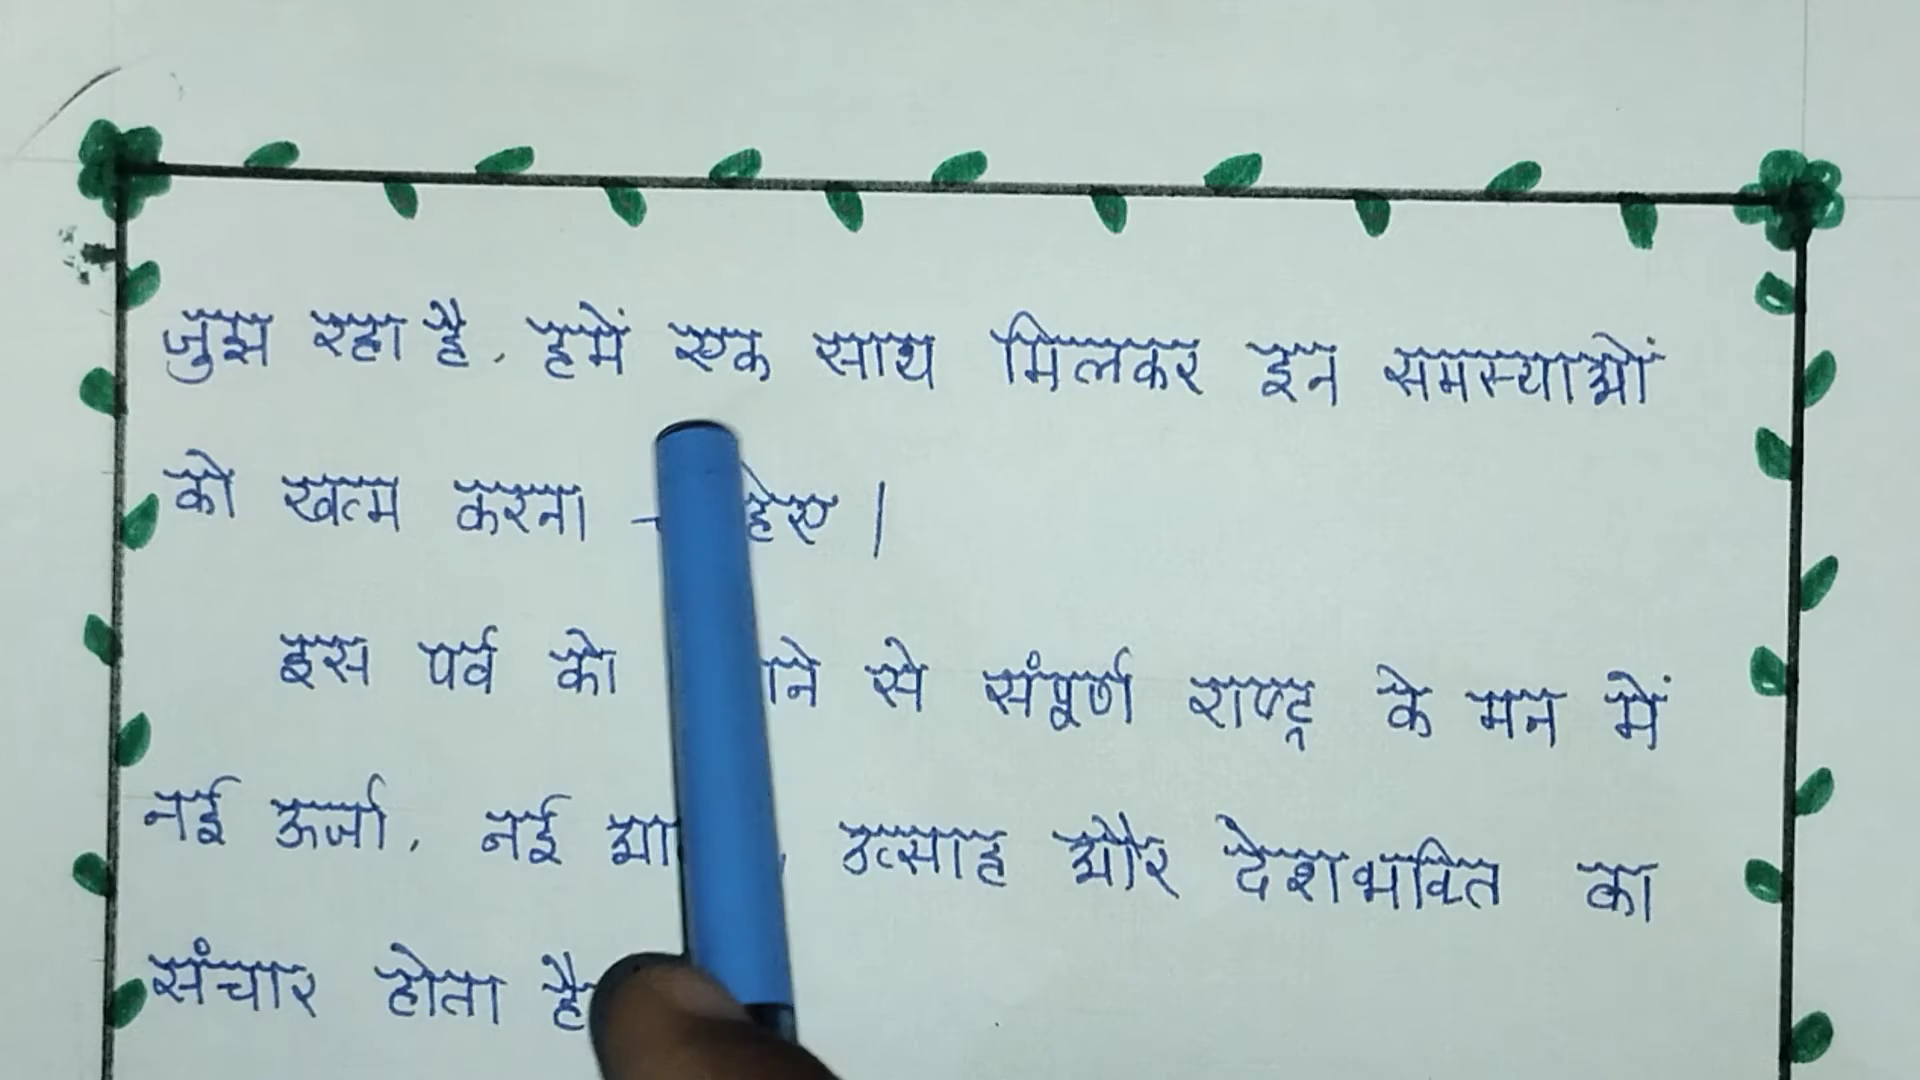 जुझ रहा है, हमें एक साथ मिलकर इन समस्याओं
को खत्म करना हिए |
इस पर्व को से संपूर्ण राष्ट्र के मन में
नई ऊर्जा, नई उत्साह और देशभक्ति का
संचार होता है